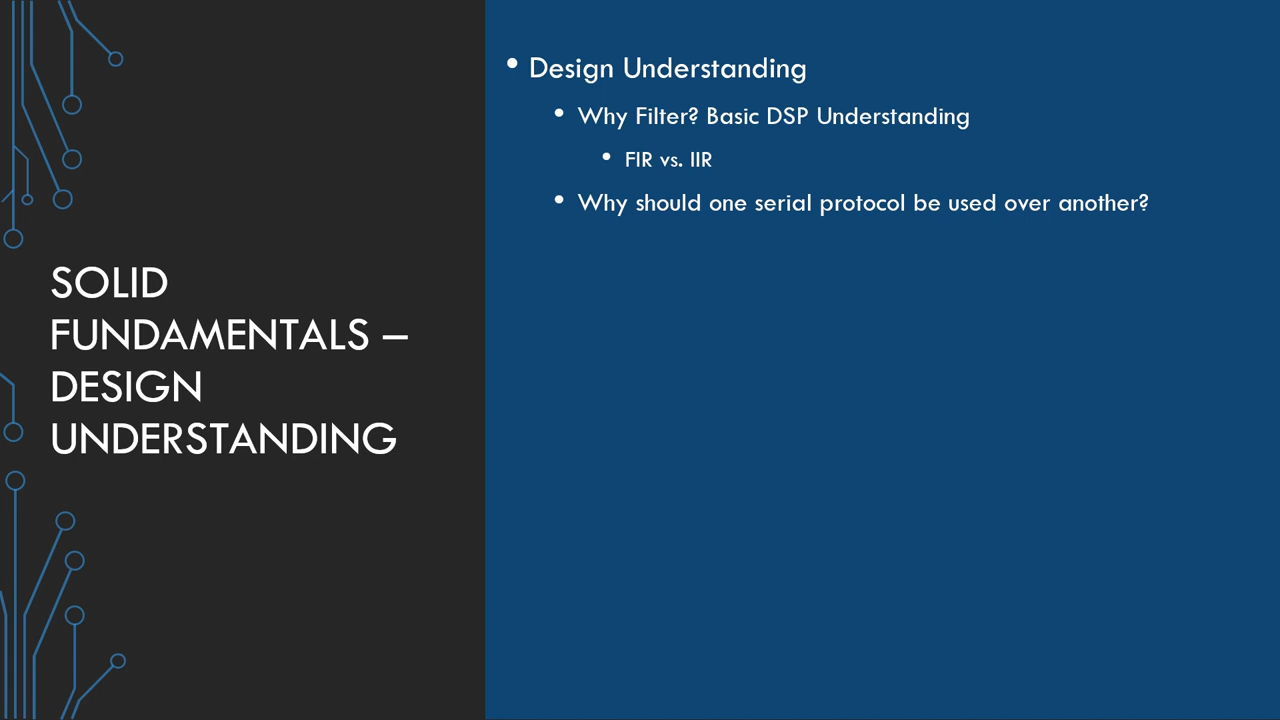 SOLID
FUNDAMENTALS –
DESIGN
UNDERSTANDING
• Design Understanding
• Why Filter? Basic DSP Understanding
• FIR vs. IIR
• Why should one serial protocol be used over another?